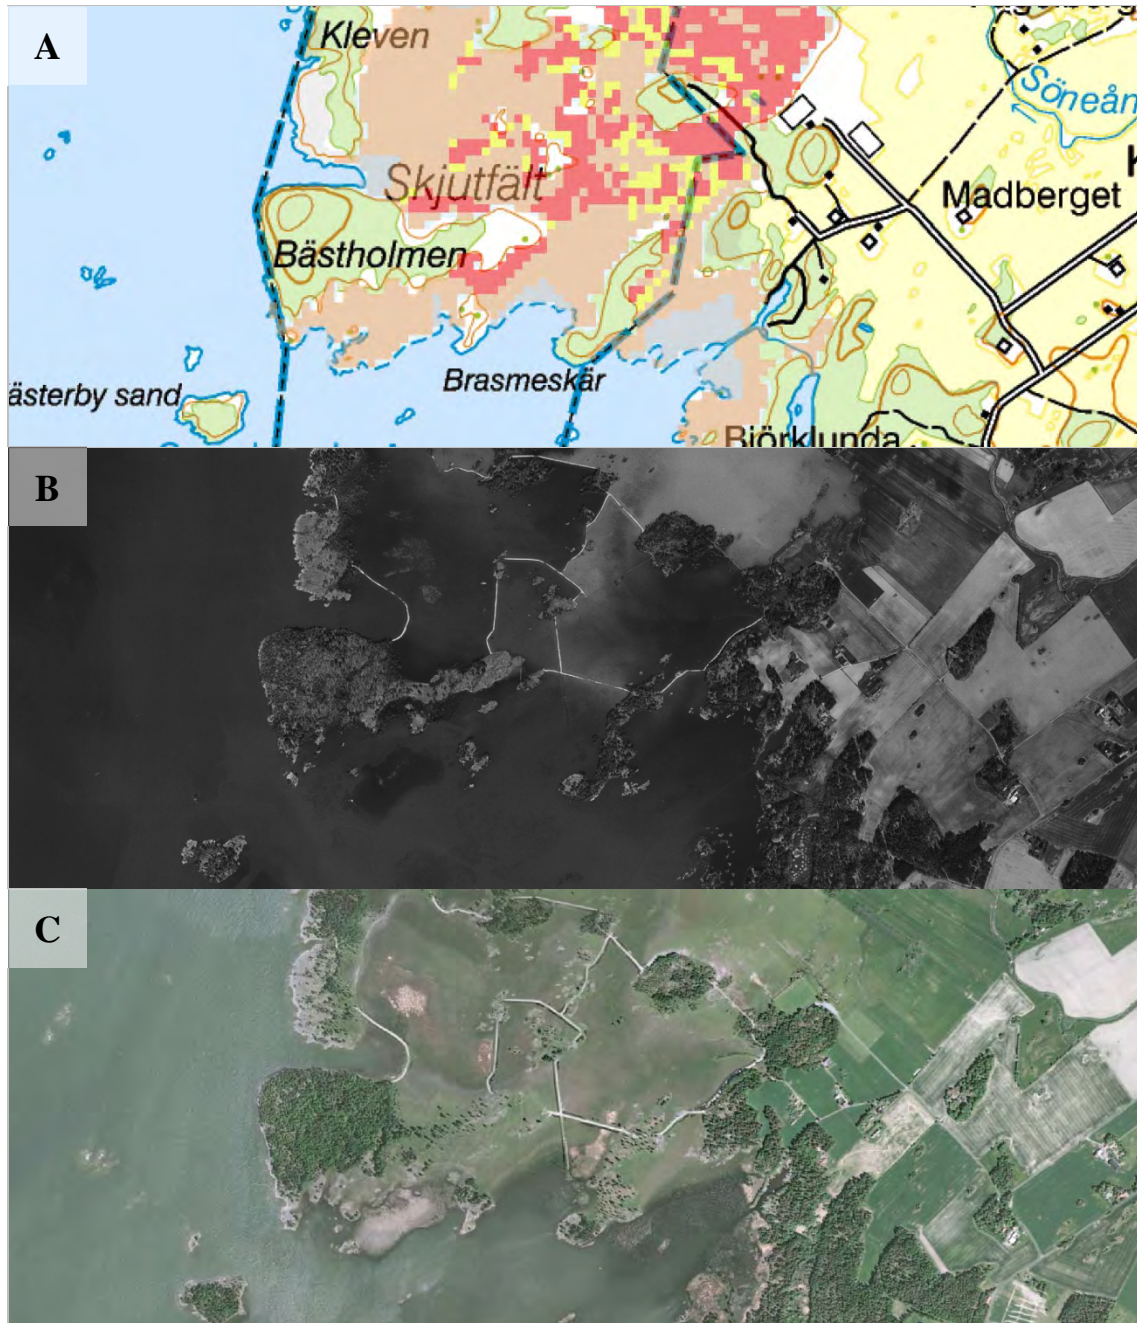 A
Kleven
Söneån
Skjutfält
Madberget
Bästholmen
Brasmeskär
ästerby sand
Björklunda
B
C